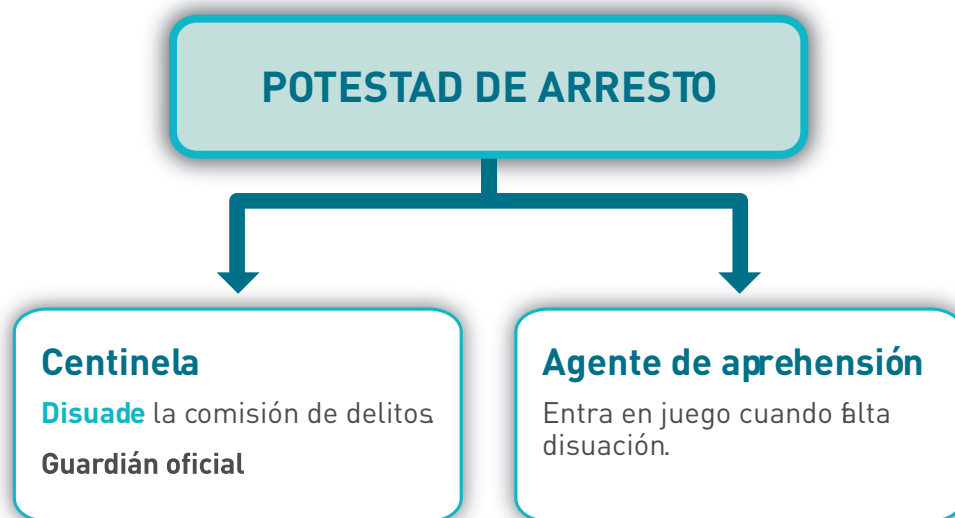 POTESTAD DE ARRESTO
Centinela
Disuade la comisión de delitos.
Guardián oficial
Agente de aprehensión
Entra en juego cuando falta
disuación.